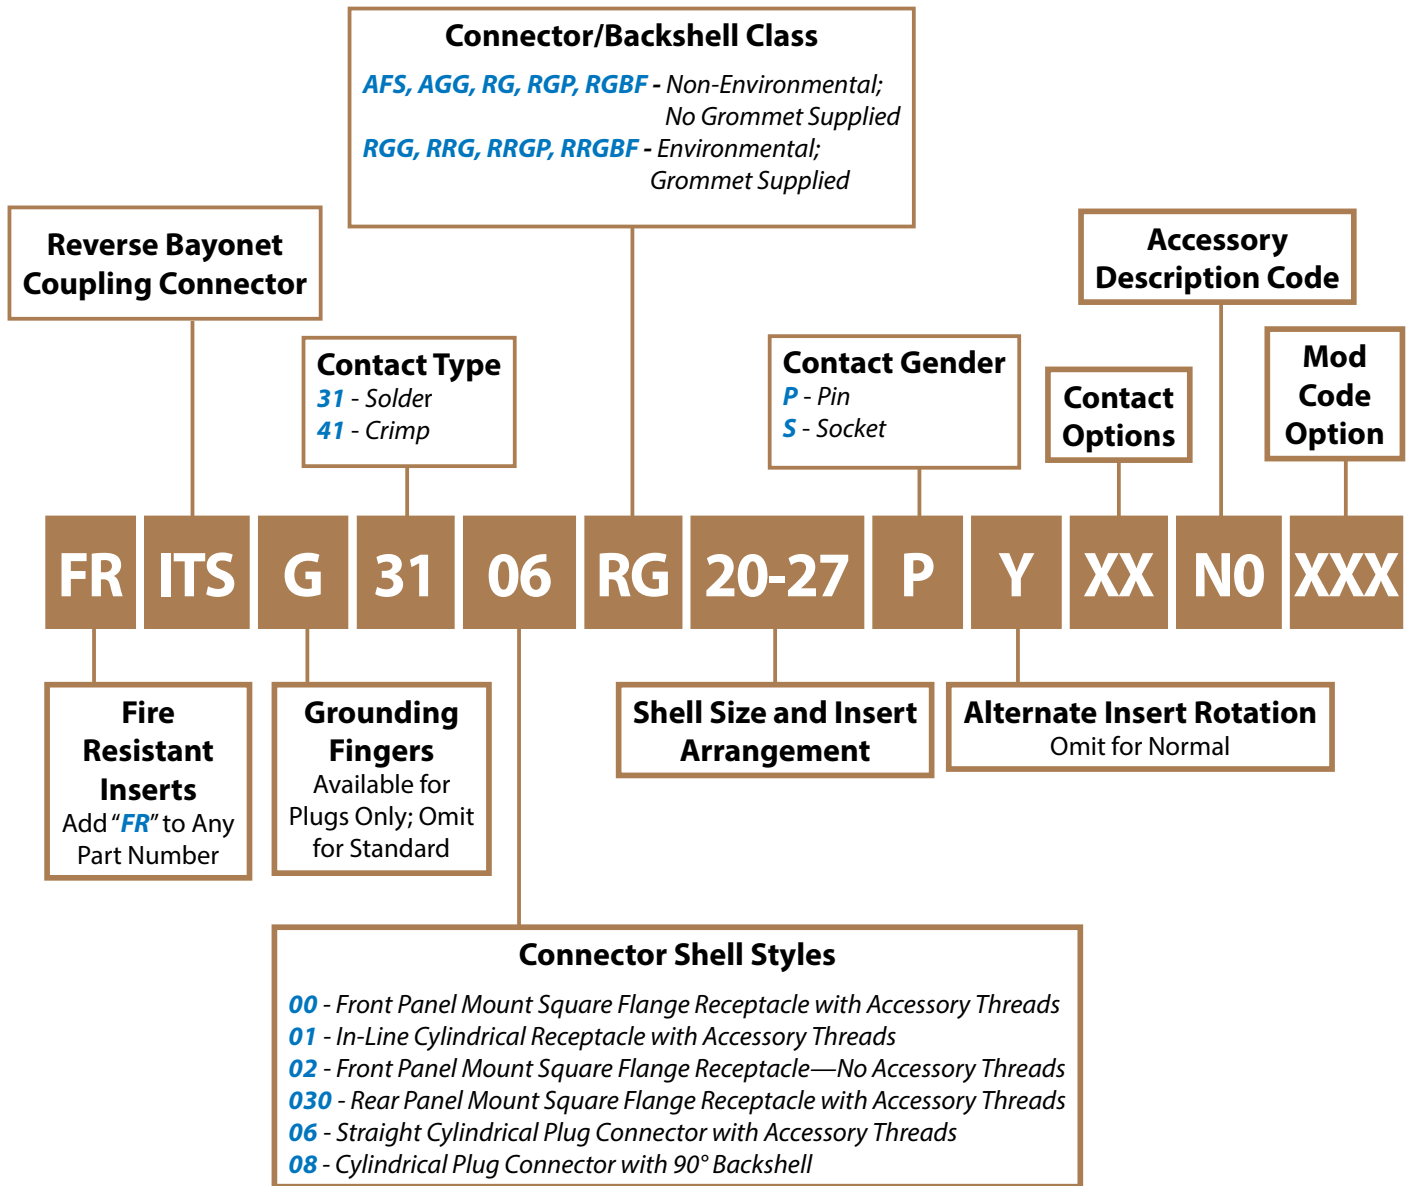 Connector/Backshell Class
AFS, AGG, RG, RGP, RGBF - Non-Environmental;
No Grommet Supplied
RGG, RRG, RRGP, RRGBF - Environmental;
Grommet Supplied
Reverse Bayonet
Coupling Connector
Accessory
Description Code
Contact Type
31 - Solder
41 - Crimp
Contact Gender
P - Pin
S - Socket
Contact
Options
Mod
Code
Option
FR ITS G 31 06 RG 20-27 P Y XX N0 XXX
Fire
Resistant
Inserts
Add “FR” to Any
Part Number
Grounding
Fingers
Available for
Plugs Only; Omit
for Standard
Shell Size and Insert
Arrangement
Alternate Insert Rotation
Omit for Normal
Connector Shell Styles
00 - Front Panel Mount Square Flange Receptacle with Accessory Threads
01 - In-Line Cylindrical Receptacle with Accessory Threads
02 - Front Panel Mount Square Flange Receptacle—No Accessory Threads
030 - Rear Panel Mount Square Flange Receptacle with Accessory Threads
06 - Straight Cylindrical Plug Connector with Accessory Threads
08 - Cylindrical Plug Connector with 90° Backshell